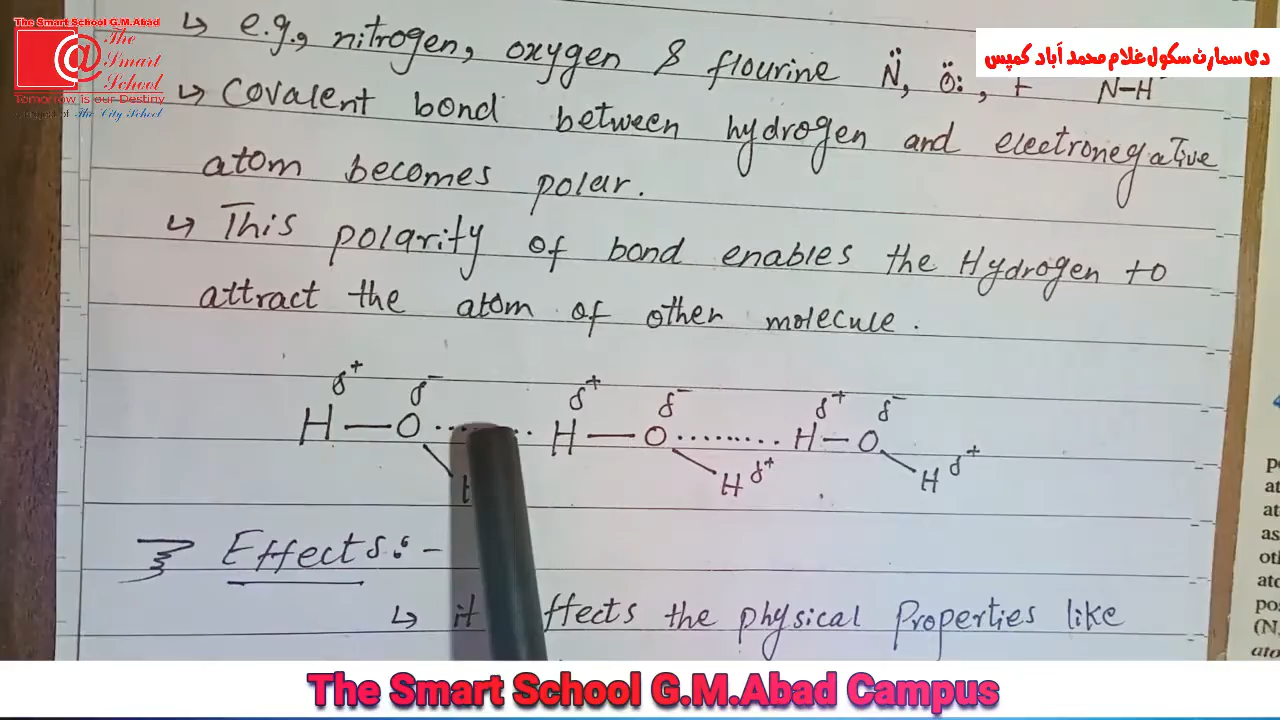 The Smart School G.M.Abad
The
Smart
School
Tomorrow is our Destiny
The City School
دی سمارٹ سکول غلام محمد آباد کمپس
↳ e.g., nitrogen, oxygen & flourine N̈, Ö:, + N-H
↳ Covalent bond between hydrogen and electronegative
atom becomes polar.
↳ This polarity of bond enables the Hydrogen to
attract the atom of other molecule.
δ+ δ- δ+ δ- δ+ δ-
H—O......H—O.........H—O
H δ+ H δ+
Effects:-
↳ it ffects the physical Properties like
The Smart School G.M.Abad Campus